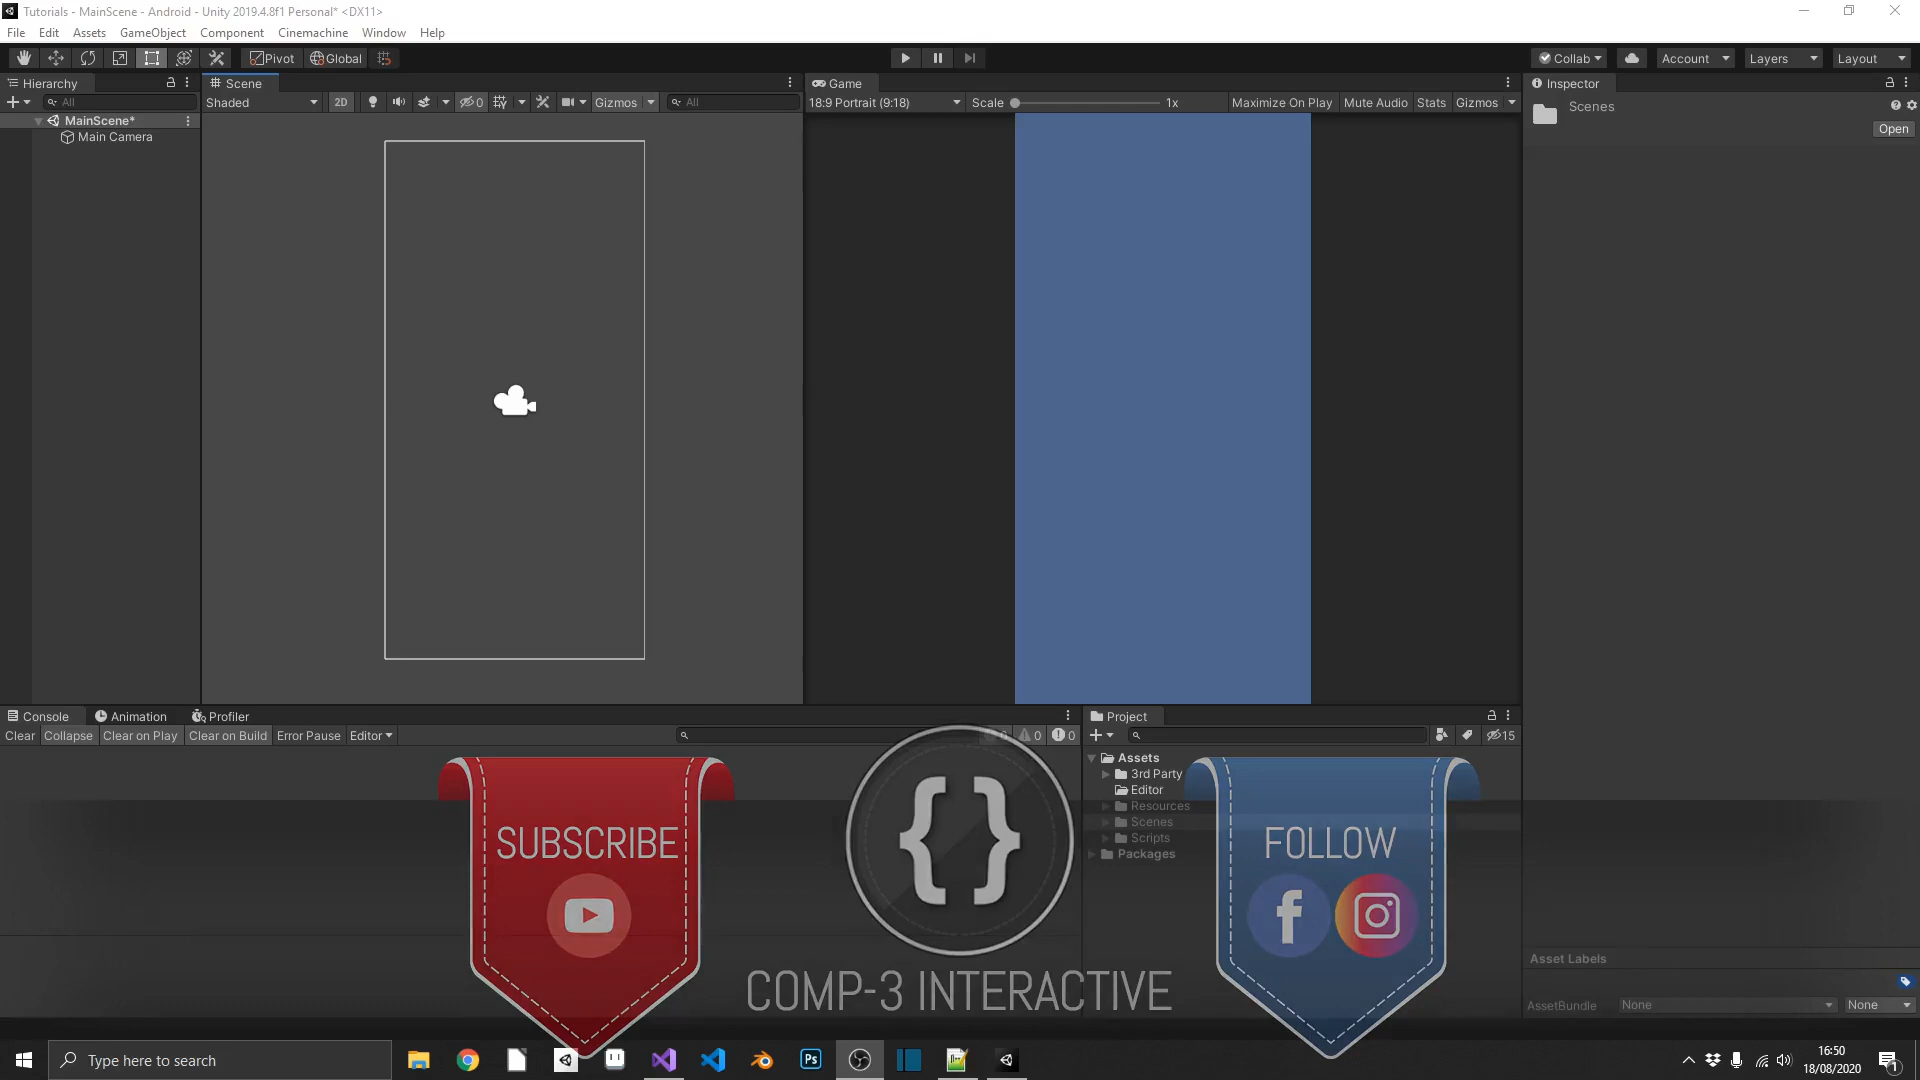 Tutorials - MainScene - Android - Unity 2019.4.8f1 Personal* <DX11>
File Edit Assets GameObject Component Cinemachine Window Help
Pivot Global Collab Account Layers Layout
Hierarchy
All
MainScene*
Main Camera
Scene
Shaded 2D 0 Gizmos All
Game
18:9 Portrait (9:18) Scale 1x Maximize On Play Mute Audio Stats Gizmos
Inspector
Scenes
Open
Console Animation Profiler
Clear Collapse Clear on Play Clear on Build Error Pause Editor 0 0
Project
15
Assets
3rd Party
Editor
Resources
Scenes
Scripts
Packages
SUBSCRIBE
{ }
COMP-3 INTERACTIVE
FOLLOW
f
Asset Labels
AssetBundle None None
Type here to search
Ps
16:50
18/08/2020
1